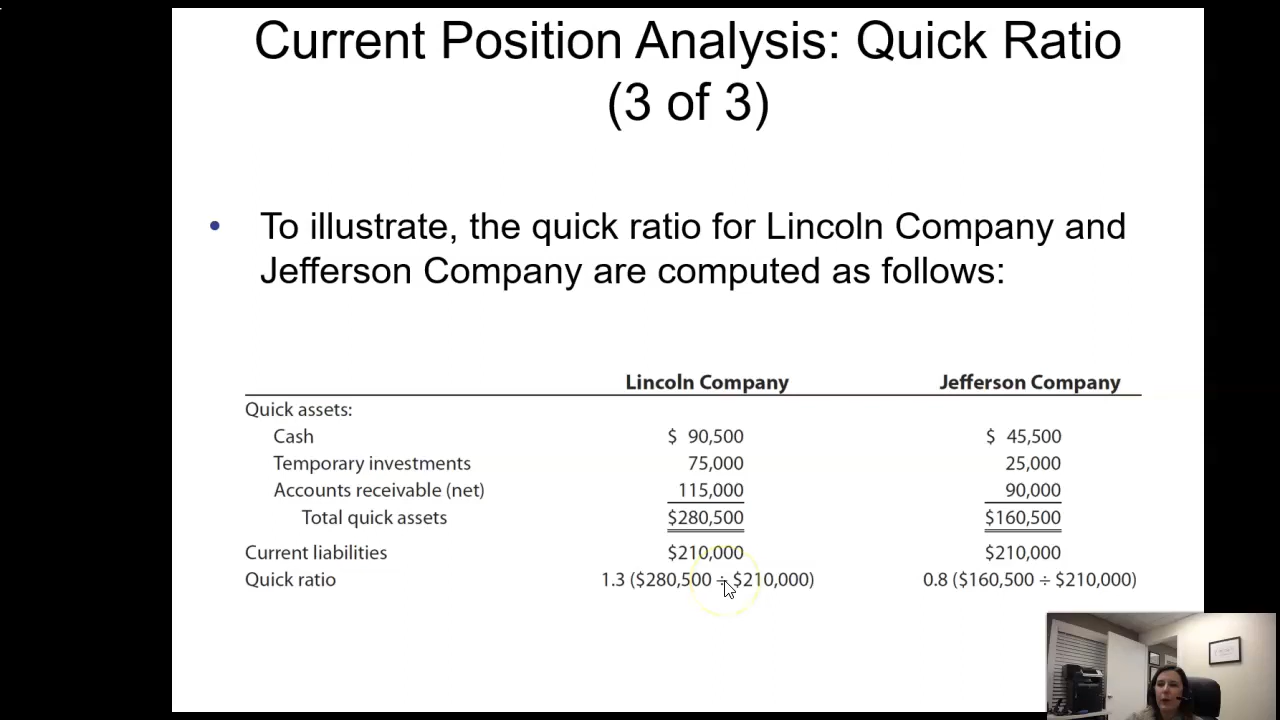 Current Position Analysis: Quick Ratio
(3 of 3)
• To illustrate, the quick ratio for Lincoln Company and
Jefferson Company are computed as follows:
Lincoln Company Jefferson Company
Quick assets:
Cash $ 90,500 $ 45,500
Temporary investments 75,000 25,000
Accounts receivable (net) 115,000 90,000
Total quick assets $280,500 $160,500
Current liabilities $210,000 $210,000
Quick ratio 1.3 ($280,500 ÷ $210,000) 0.8 ($160,500 ÷ $210,000)